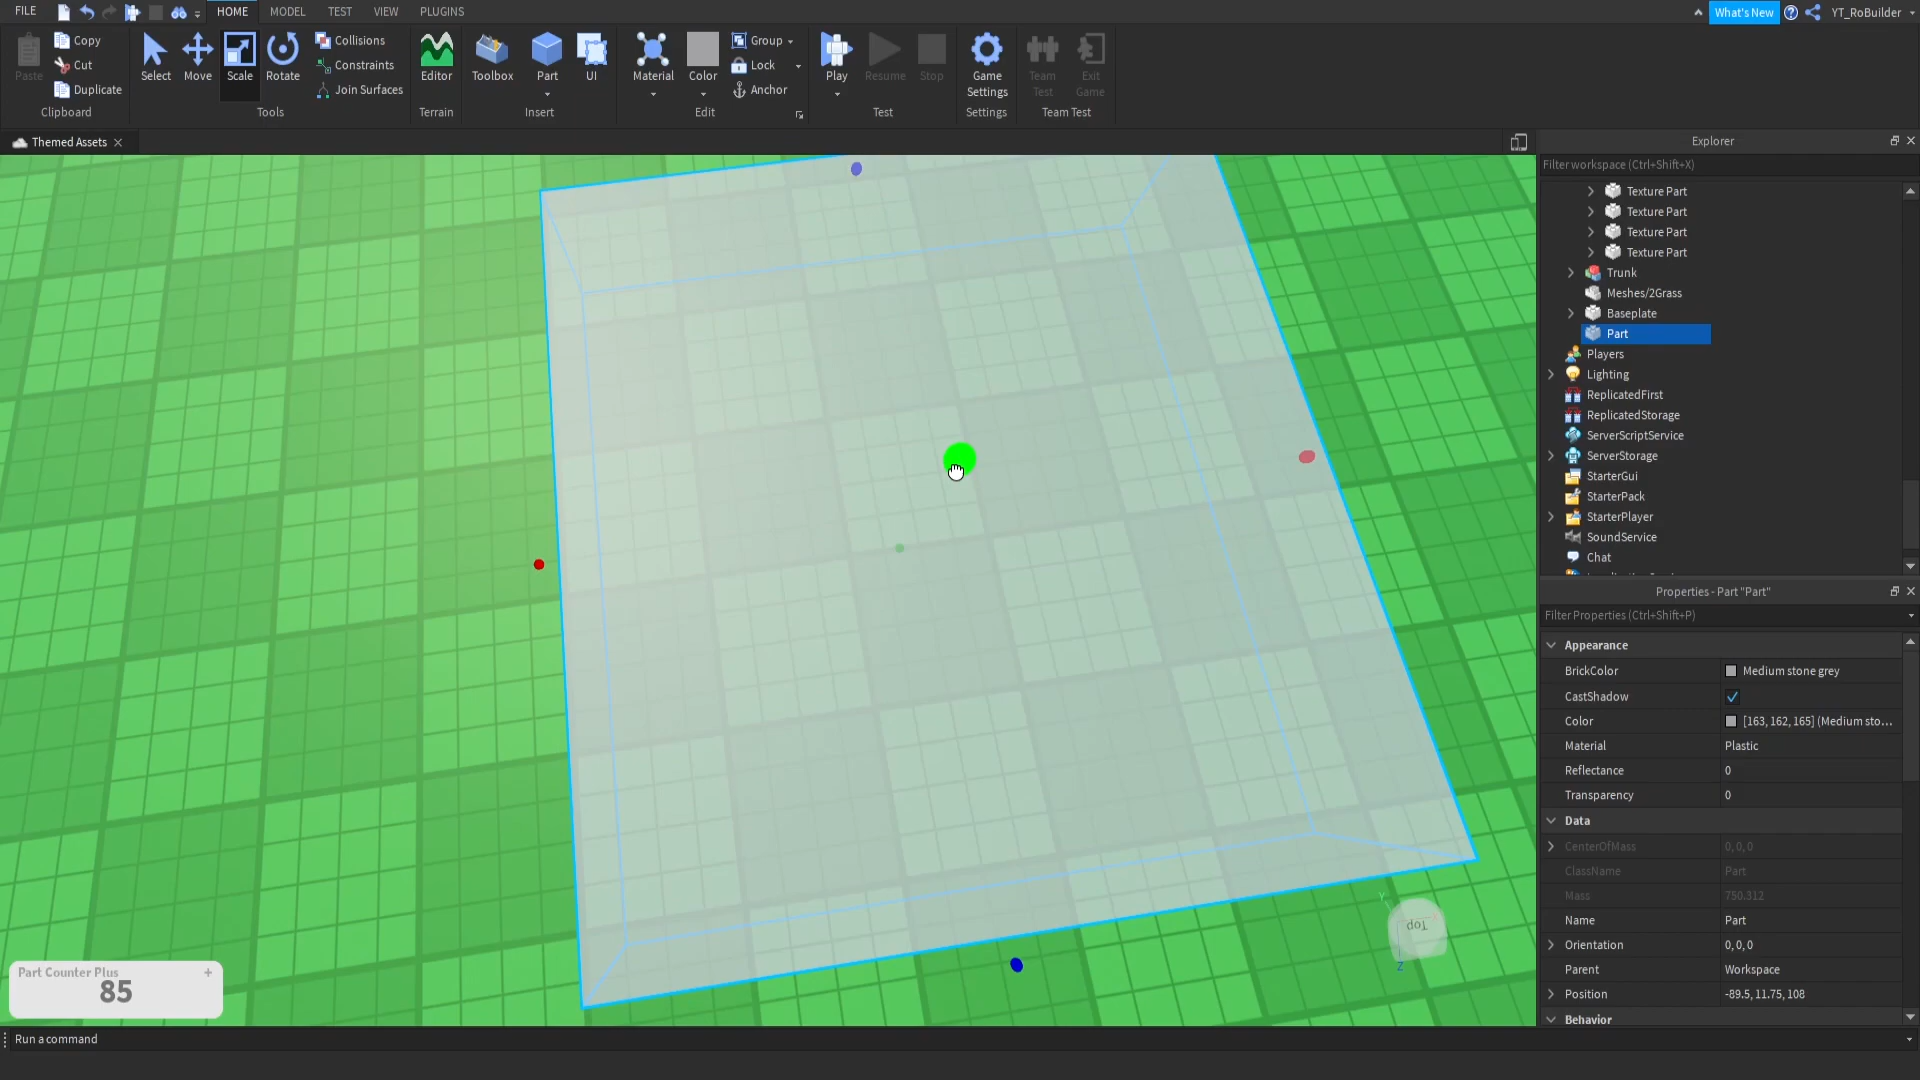 FILE HOME MODEL TEST VIEW PLUGINS What's New YT_RoBuilder
Paste Copy Cut Duplicate Clipboard
Select Move Scale Rotate Collisions Constraints Join Surfaces Tools
Editor Terrain
Toolbox Part UI Insert
Material Color Group Lock Anchor Edit
Play Resume Stop Test
Game Settings Settings
Team Test Exit Game Team Test
Themed Assets
Explorer
Filter workspace (Ctrl+Shift+X)
Texture Part
Texture Part
Texture Part
Texture Part
Trunk
Meshes/2Grass
Baseplate
Part
Players
Lighting
ReplicatedFirst
ReplicatedStorage
ServerScriptService
ServerStorage
StarterGui
StarterPack
StarterPlayer
SoundService
Chat
Properties - Part "Part"
Filter Properties (Ctrl+Shift+P)
Appearance
BrickColor Medium stone grey
CastShadow
Color [163, 162, 165] (Medium sto...
Material Plastic
Reflectance 0
Transparency 0
Data
CenterOfMass 0, 0, 0
ClassName Part
Mass 750.312
Name Part
Orientation 0, 0, 0
Parent Workspace
Position -89.5, 11.75, 108
Behavior
Y
Top
Z
Part Counter Plus +
85
Run a command